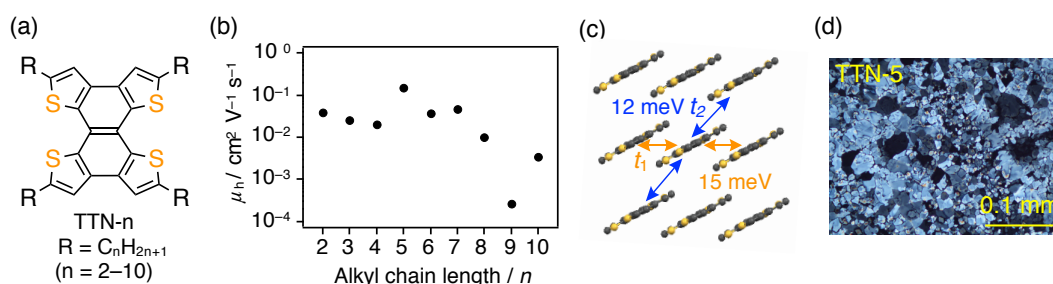 (a)
R
R
S
S
S
S
R
R
TTN-n
R = CₙH₂ₙ₊₁
(n = 2–10)
(b)
10⁰
10⁻¹
10⁻²
10⁻³
10⁻⁴
μₕ / cm² V⁻¹ s⁻¹
2 3 4 5 6 7 8 9 10
Alkyl chain length / n
(c)
12 meV t₂
t₁
15 meV
(d)
TTN-5
0.1 mm